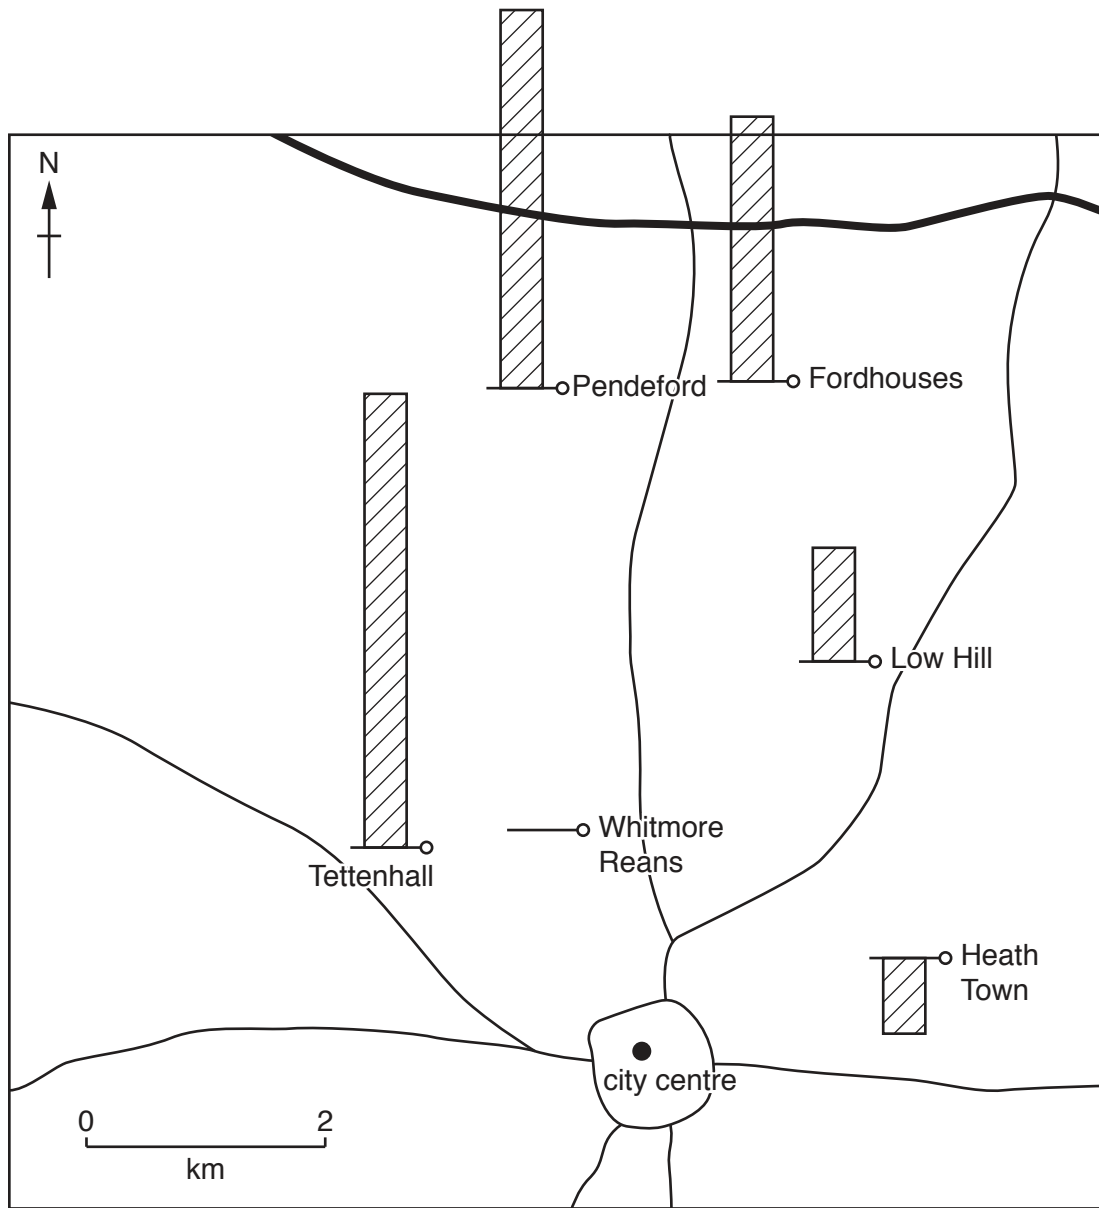 N
Pendeford
Fordhouses
Low Hill
Whitmore
Reans
Tettenhall
Heath
Town
city centre
0 2
km